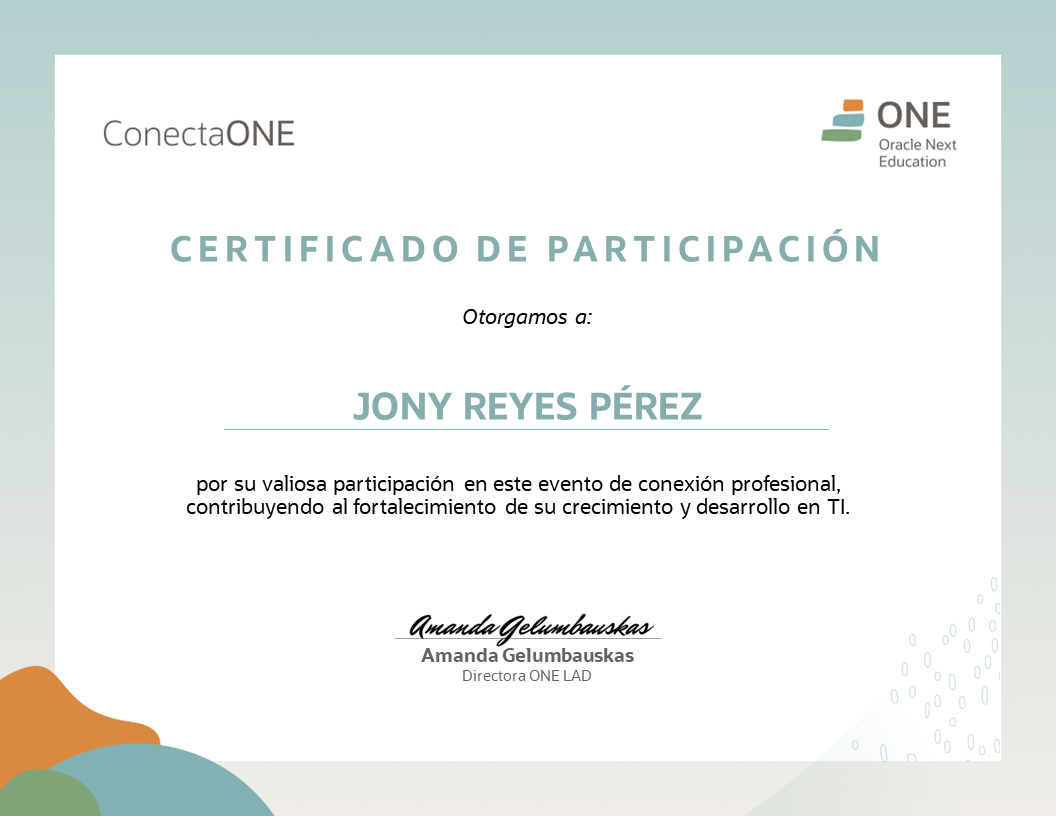 ConectaONE
ONE
Oracle Next
Education
CERTIFICADO DE PARTICIPACIÓN
Otorgamos a:
JONY REYES PÉREZ
por su valiosa participación en este evento de conexión profesional,
contribuyendo al fortalecimiento de su crecimiento y desarrollo en TI.
Amanda Gelumbauskas
Amanda Gelumbauskas
Directora ONE LAD